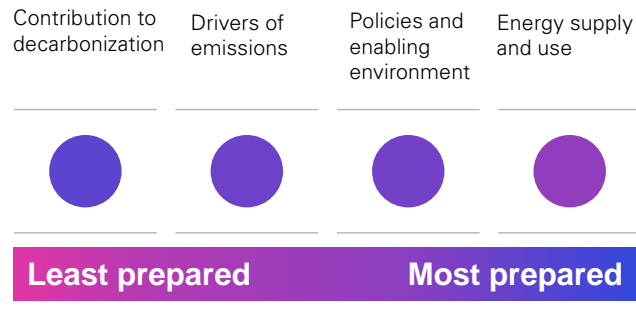 Contribution to
decarbonization
Drivers of
emissions
Policies and
enabling
environment
Energy supply
and use
Least prepared
Most prepared